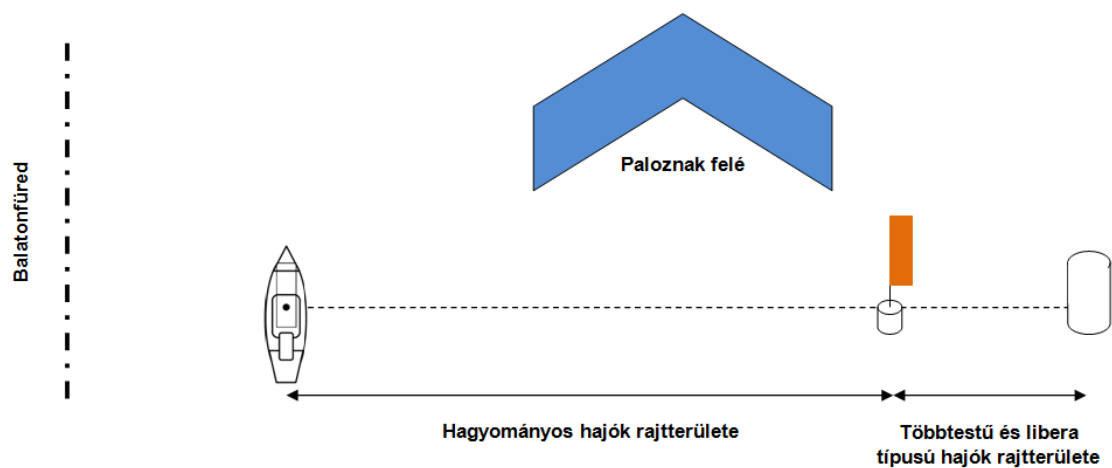 Balatonfüred
Paloznak felé
Hagyományos hajók rajtterülete
Többtestű és libera
típusú hajók rajtterülete